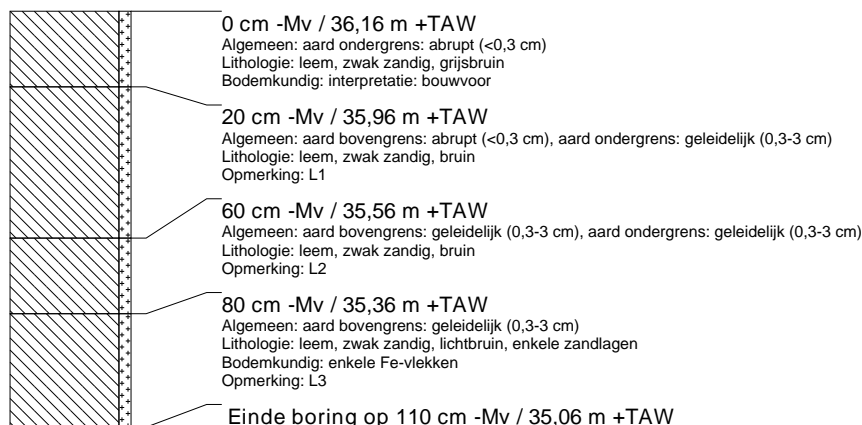 0 cm -Mv / 36,16 m +TAW
Algemeen: aard ondergrens: abrupt (<0,3 cm)
Lithologie: leem, zwak zandig, grijsbruin
Bodemkundig: interpretatie: bouwvoor
20 cm -Mv / 35,96 m +TAW
Algemeen: aard bovengrens: abrupt (<0,3 cm), aard ondergrens: geleidelijk (0,3-3 cm)
Lithologie: leem, zwak zandig, bruin
Opmerking: L1
60 cm -Mv / 35,56 m +TAW
Algemeen: aard bovengrens: geleidelijk (0,3-3 cm), aard ondergrens: geleidelijk (0,3-3 cm)
Lithologie: leem, zwak zandig, bruin
Opmerking: L2
80 cm -Mv / 35,36 m +TAW
Algemeen: aard bovengrens: geleidelijk (0,3-3 cm)
Lithologie: leem, zwak zandig, lichtbruin, enkele zandlagen
Bodemkundig: enkele Fe-vlekken
Opmerking: L3
Einde boring op 110 cm -Mv / 35,06 m +TAW